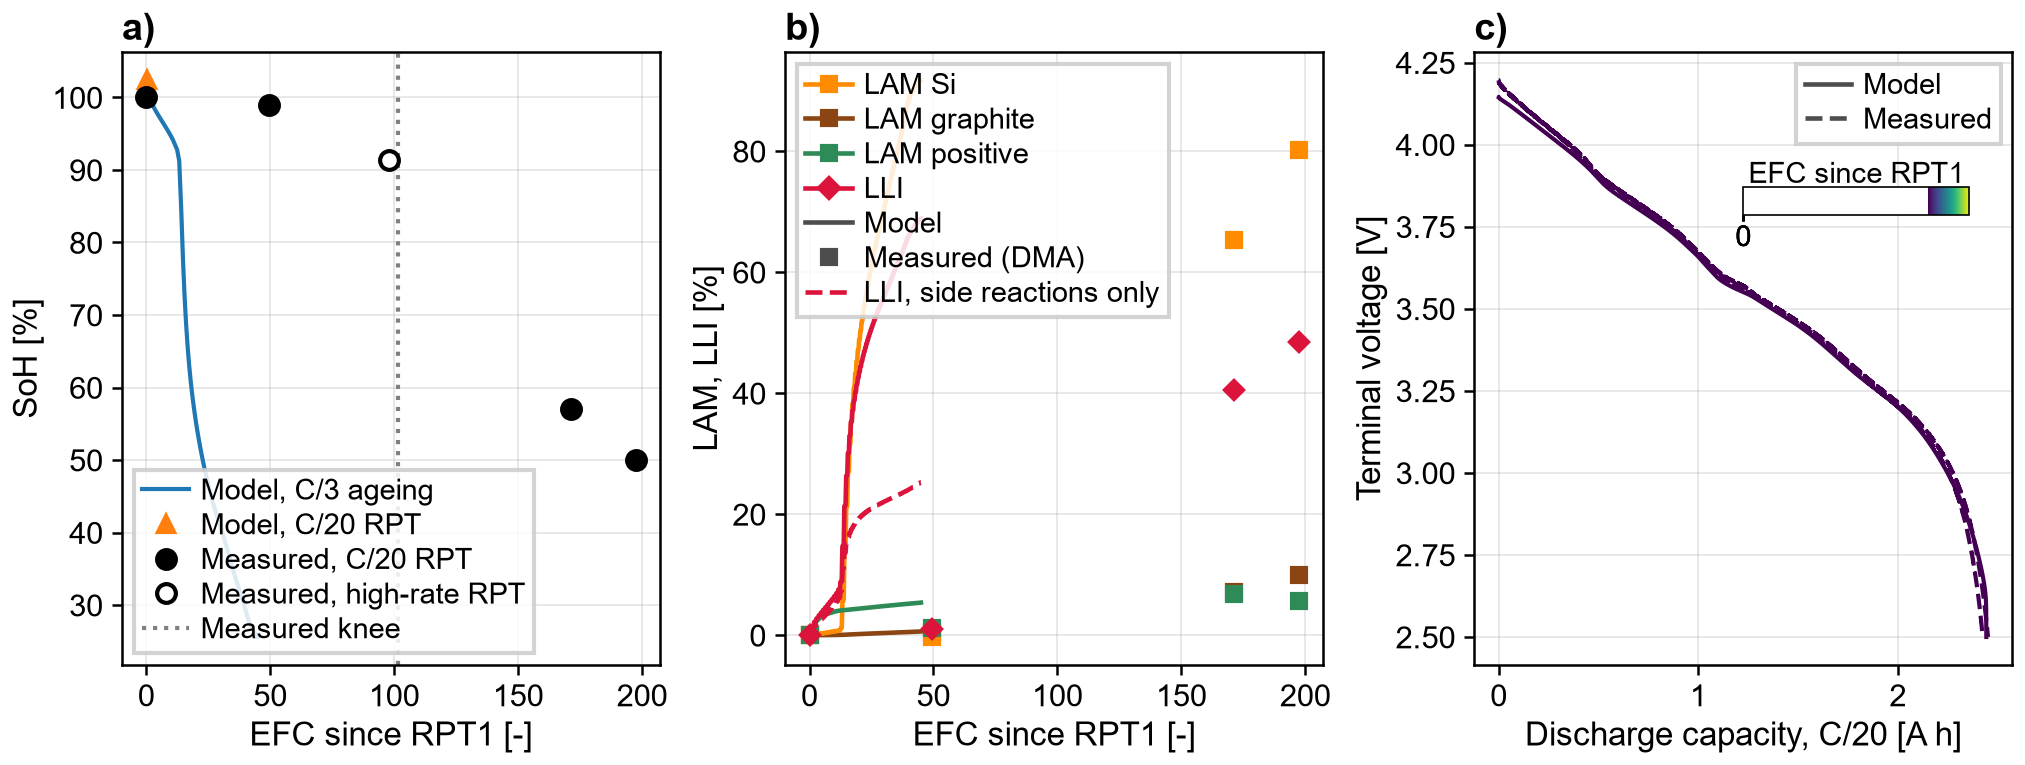 a)
100
90
80
70
60
50
40
30
SoH [%]
Model, C/3 ageing
Model, C/20 RPT
Measured, C/20 RPT
Measured, high-rate RPT
Measured knee
0
50
100
150
200
EFC since RPT1 [-]
b)
80
60
40
20
0
LAM, LLI [%]
LAM Si
LAM graphite
LAM positive
LLI
Model
Measured (DMA)
LLI, side reactions only
0
50
100
150
200
EFC since RPT1 [-]
c)
4.25
4.00
3.75
3.50
3.25
3.00
2.75
2.50
Terminal voltage [V]
Model
Measured
EFC since RPT1
0
0
1
2
Discharge capacity, C/20 [A h]